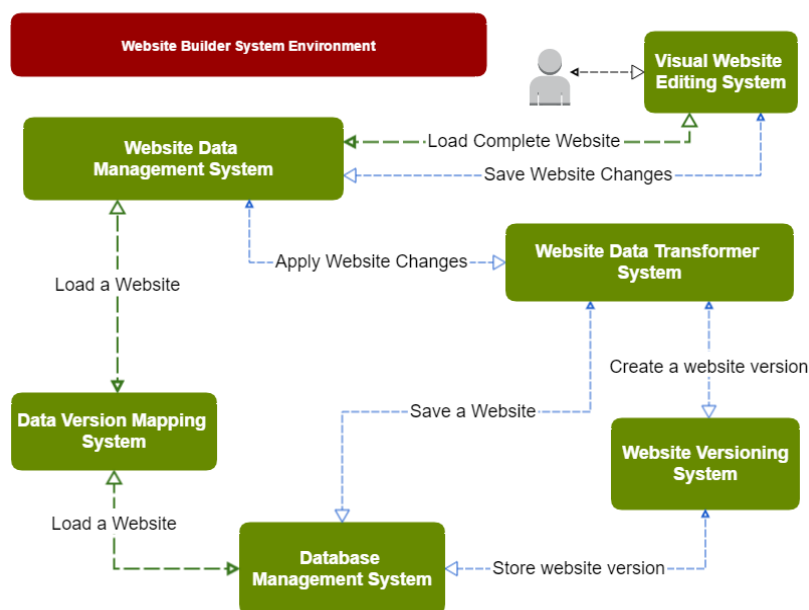 Website Builder System Environment
Visual Website
Editing System
Website Data
Management System
Load Complete Website
Save Website Changes
Website Data Transformer
System
Apply Website Changes
Load a Website
Create a website version
Data Version Mapping
System
Save a Website
Website Versioning
System
Load a Website
Database
Management System
Store website version